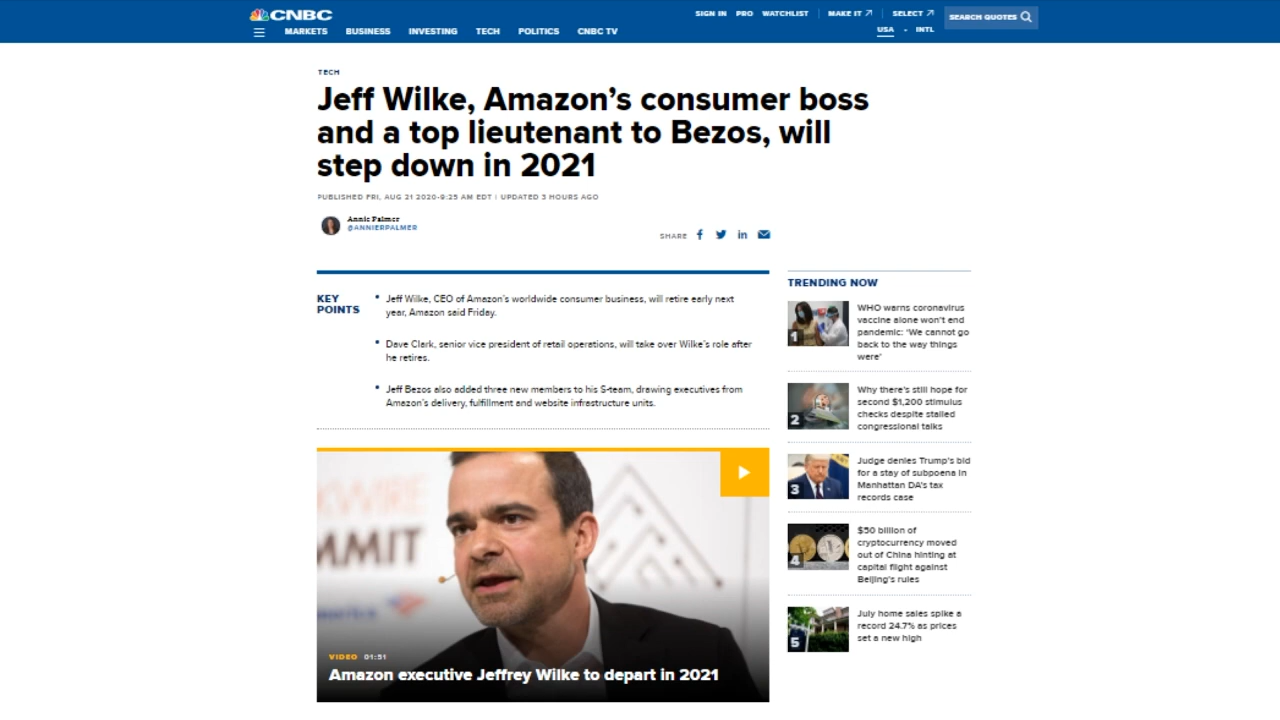 CNBC
SIGN IN PRO WATCHLIST MAKE IT SELECT SEARCH QUOTES
USA • INTL
MARKETS BUSINESS INVESTING TECH POLITICS CNBC TV
TECH
Jeff Wilke, Amazon’s consumer boss
and a top lieutenant to Bezos, will
step down in 2021
PUBLISHED FRI, AUG 21 2020•9:25 AM EDT | UPDATED 3 HOURS AGO
Annie Palmer
@ANNIERPALMER
SHARE
KEY
POINTS
Jeff Wilke, CEO of Amazon’s worldwide consumer business, will retire early next
year, Amazon said Friday.
Dave Clark, senior vice president of retail operations, will take over Wilke’s role after
he retires.
Jeff Bezos also added three new members to his S-team, drawing executives from
Amazon’s delivery, fulfillment and website infrastructure units.
KWIRE
MMIT
VIDEO 01:51
Amazon executive Jeffrey Wilke to depart in 2021
TRENDING NOW
1
WHO warns coronavirus
vaccine alone won’t end
pandemic: ‘We cannot go
back to the way things
were’
2
Why there’s still hope for
second $1,200 stimulus
checks despite stalled
congressional talks
3
Judge denies Trump’s bid
for a stay of subpoena in
Manhattan DA’s tax
records case
4
$50 billion of
cryptocurrency moved
out of China hinting at
capital flight against
Beijing’s rules
5
July home sales spike a
record 24.7% as prices
set a new high